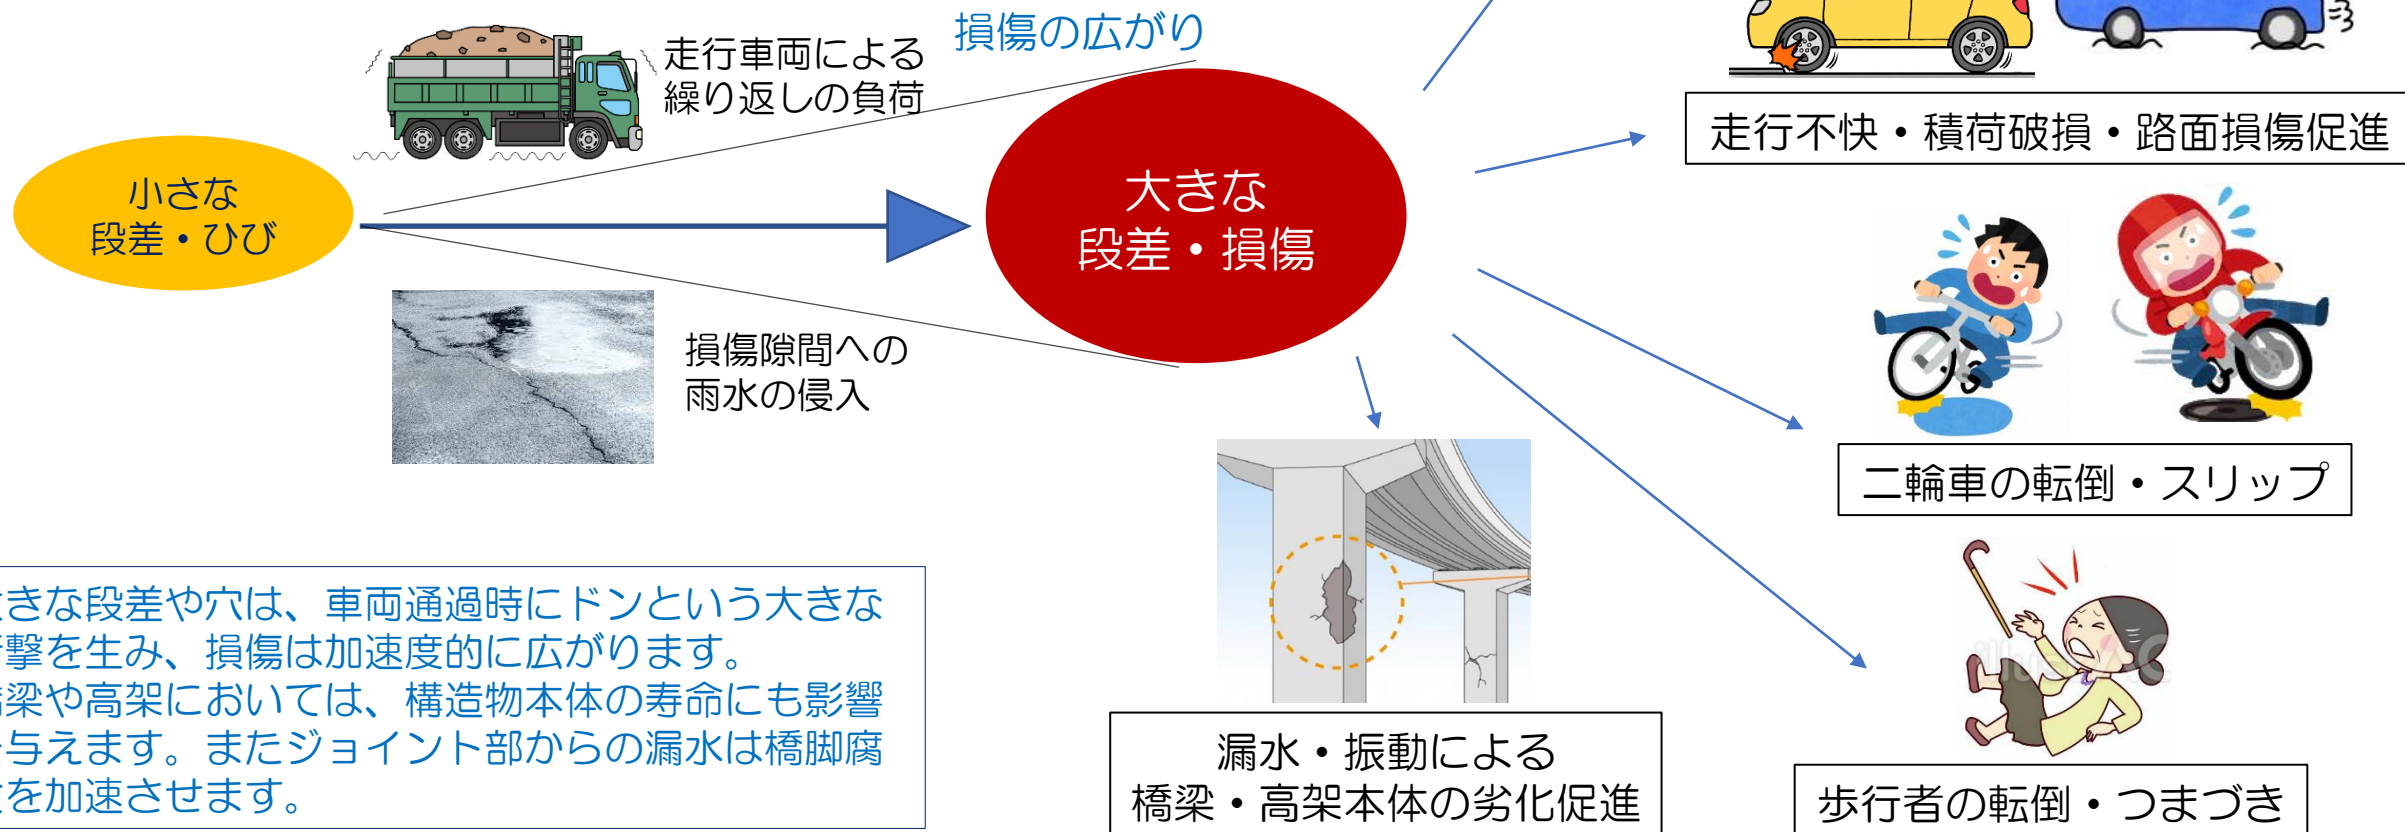 損傷の広がり
走行車両による
繰り返しの負荷
小さな
段差・ひび
大きな
段差・損傷
損傷隙間への
雨水の侵入
走行不快・積荷破損・路面損傷促進
二輪車の転倒・スリップ
きな段差や穴は、車両通過時にドンという大きな
撃を生み、損傷は加速度的に広がります。
梁や高架においては、構造物本体の寿命にも影響
与えます。またジョイント部からの漏水は橋脚腐
を加速させます。
漏水・振動による
橋梁・高架本体の劣化促進
歩行者の転倒・つまづき